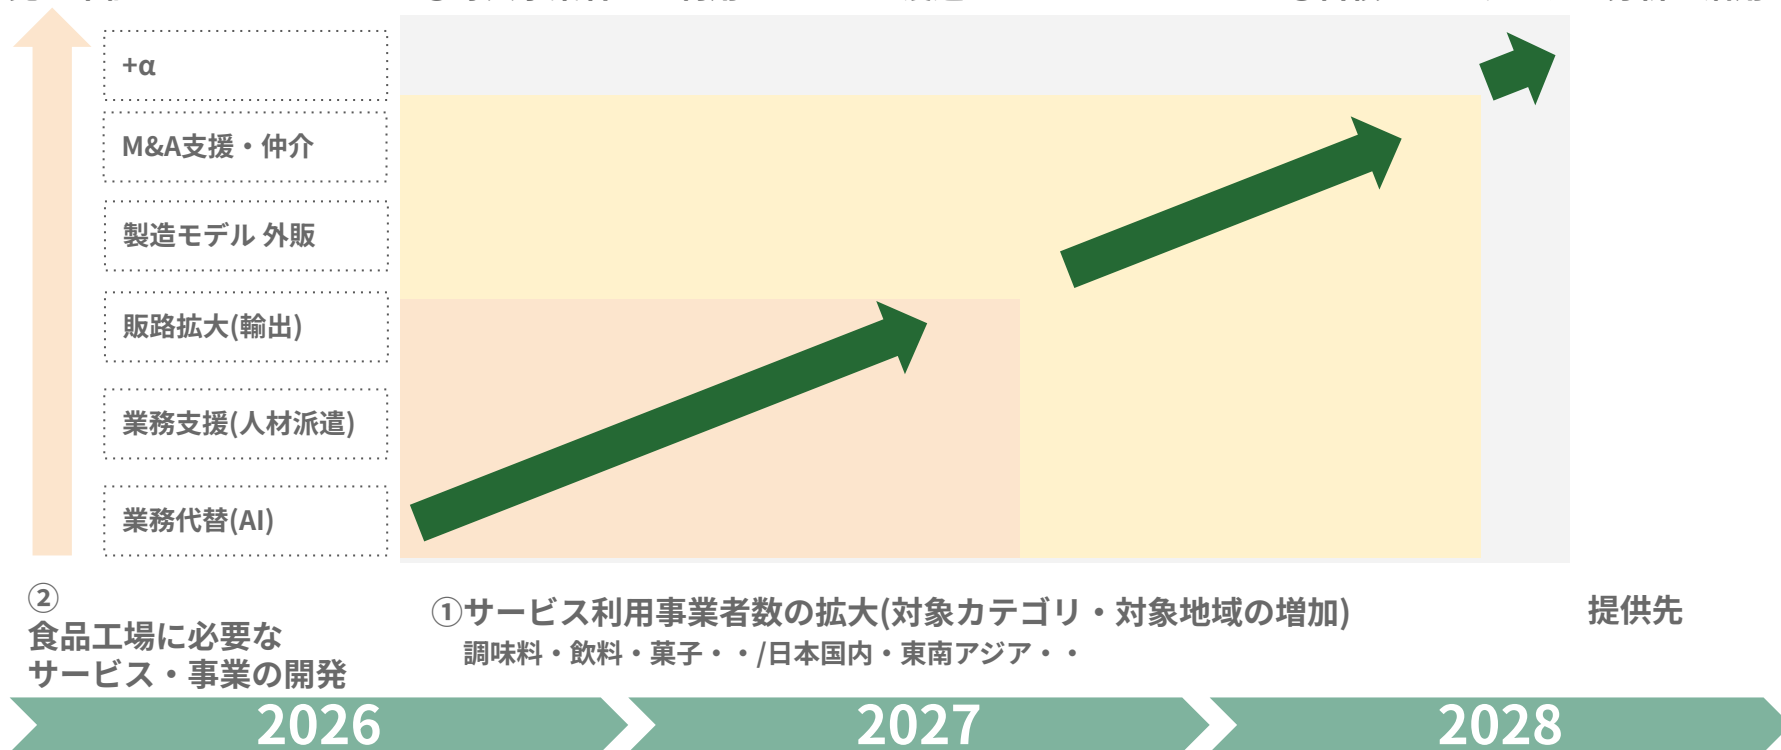 +α
M&A支援・仲介
製造モデル 外販
販路拡大(輸出)
業務支援(人材派遣)
業務代替(AI)
②
食品工場に必要な
サービス・事業の開発
①サービス利用事業者数の拡大(対象カテゴリ・対象地域の増加)
調味料・飲料・菓子・・/日本国内・東南アジア・・
提供先
2026
2027
2028